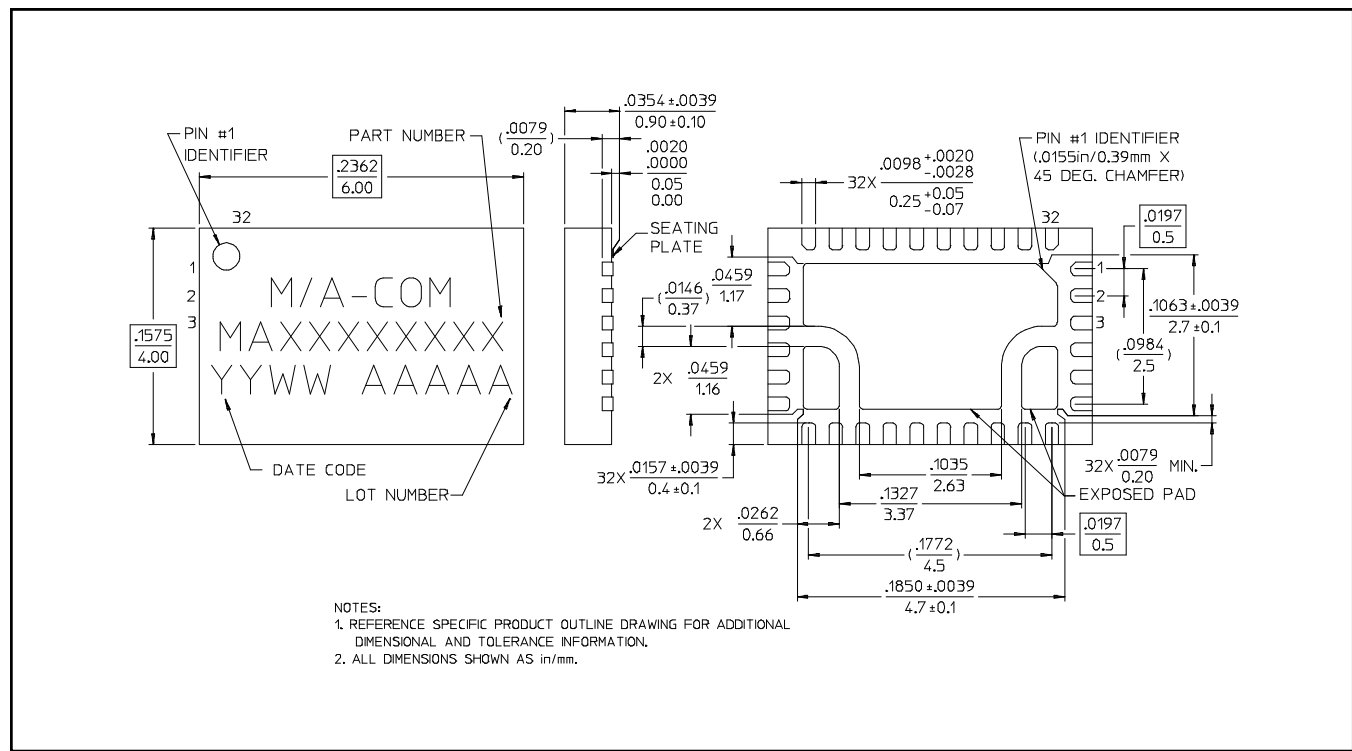 PIN #1
IDENTIFIER
.2362
6.00
PART NUMBER
32
1
2
3
.1575
4.00
M/A-COM
MAXXXXXXXXX
YYWW AAAAA
DATE CODE
LOT NUMBER
.0354±.0039
0.90±0.10
(.0079)
0.20
.0020
.0000
0.05
0.00
SEATING
PLATE
PIN #1 IDENTIFIER
(.0155in/0.39mm X
45 DEG. CHAMFER)
32X .0098 +.0020
-.0028
0.25 +0.05
-0.07
32
.0197
0.5
1
2
3
.0459
1.17
(.0146)
0.37
2X .0459
1.16
.1063±.0039
2.7±0.1
(.0984)
2.5
32X .0157±.0039
0.4±0.1
32X .0079 MIN.
0.20
EXPOSED PAD
.1035
2.63
.1327
3.37
2X .0262
0.66
.0197
0.5
(.1772)
4.5
.1850±.0039
4.7±0.1
NOTES:
1. REFERENCE SPECIFIC PRODUCT OUTLINE DRAWING FOR ADDITIONAL
DIMENSIONAL AND TOLERANCE INFORMATION.
2. ALL DIMENSIONS SHOWN AS in/mm.